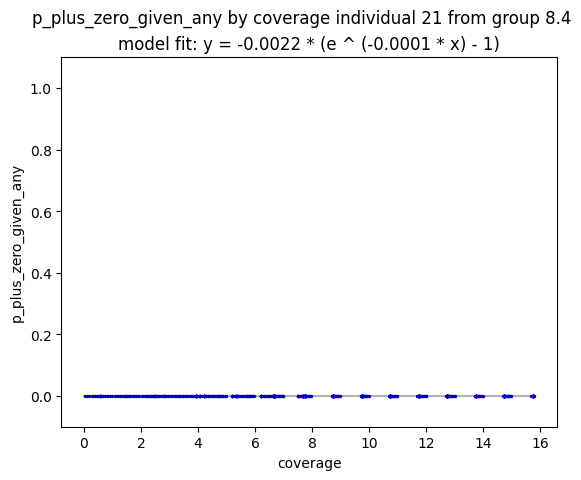 p_plus_zero_given_any by coverage individual 21 from group 8.4
model fit: y = -0.0022 * (e ^ (-0.0001 * x) - 1)
1.0
0.8
0.6
0.4
0.2
0.0
p_plus_zero_given_any
0 2 4 6 8 10 12 14 16
coverage